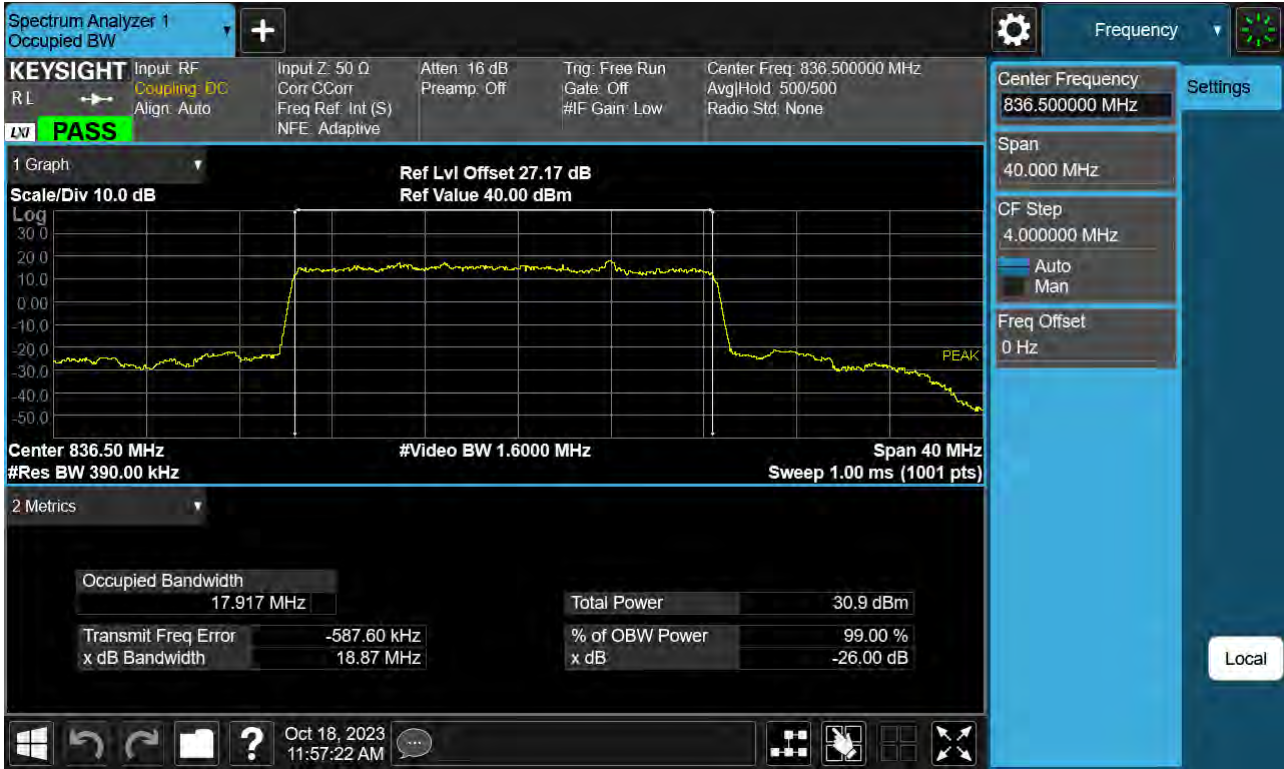 Spectrum Analyzer 1
Occupied BW
+
Frequency
KEYSIGHT
RL
LXI
PASS
Input: RF
Coupling: DC
Align: Auto
Input Z: 50 Ω
Corr CCorr
Freq Ref: Int (S)
NFE: Adaptive
Atten: 16 dB
Preamp: Off
Trig: Free Run
Gate: Off
#IF Gain: Low
Center Freq: 836.500000 MHz
Avg|Hold: 500/500
Radio Std: None
1 Graph
Scale/Div 10.0 dB
Ref Lvl Offset 27.17 dB
Ref Value 40.00 dBm
Log
30.0
20.0
10.0
0.00
-10.0
-20.0
-30.0
-40.0
-50.0
PEAK
Center 836.50 MHz
#Video BW 1.6000 MHz
Span 40 MHz
#Res BW 390.00 kHz
Sweep 1.00 ms (1001 pts)
2 Metrics
Occupied Bandwidth
17.917 MHz
Total Power 30.9 dBm
Transmit Freq Error -587.60 kHz
% of OBW Power 99.00 %
x dB Bandwidth 18.87 MHz
x dB -26.00 dB
Center Frequency
836.500000 MHz
Settings
Span
40.000 MHz
CF Step
4.000000 MHz
Auto
Man
Freq Offset
0 Hz
Local
?
Oct 18, 2023
11:57:22 AM